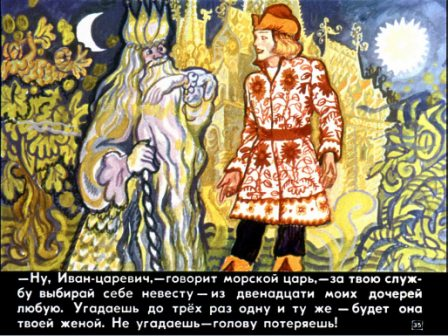 —Ну, Иван-царевич,—говорит морской царь,—за твою служ-
бу выбирай себе невесту—из двенадцати моих дочерей
любую. Угадаешь до трёх раз одну и ту же—будет она
твоей женой. Не угадаешь—голову потеряешь!
35